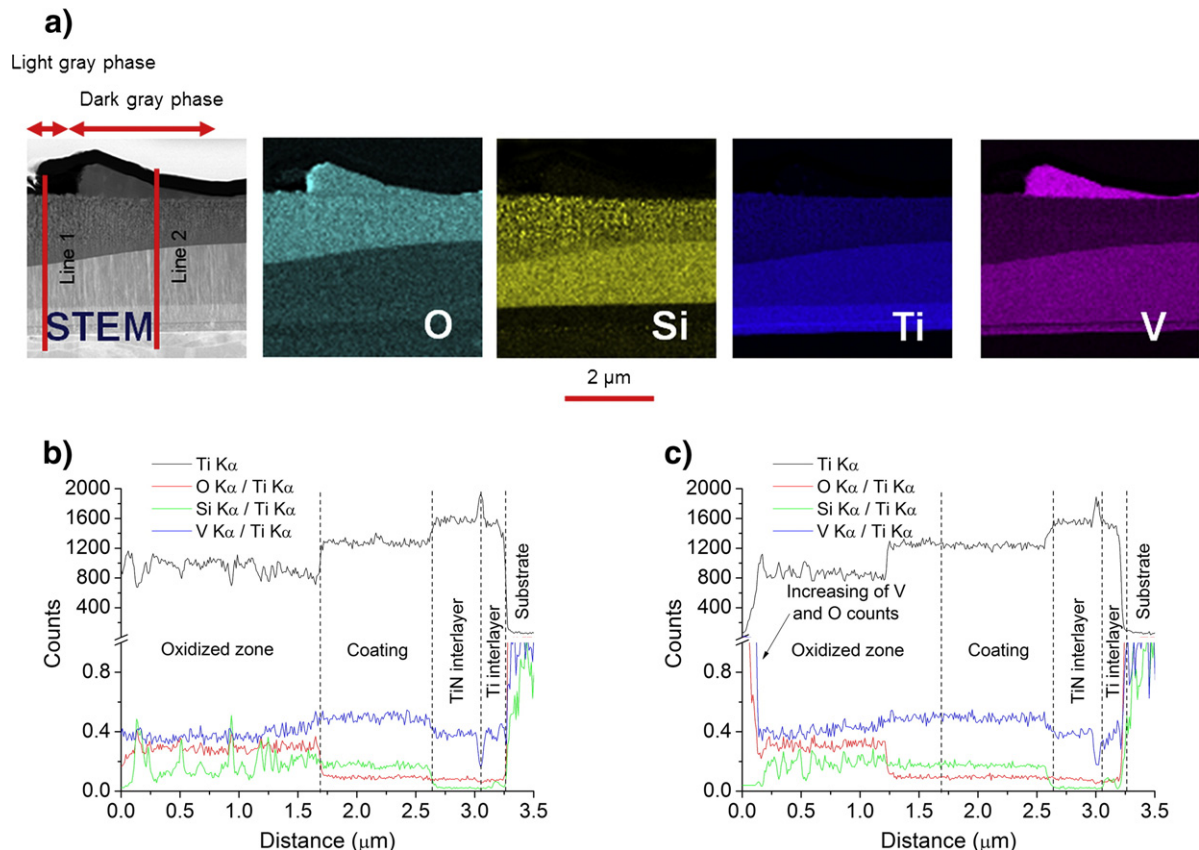 a)
Light gray phase
Dark gray phase
Line 1
Line 2
STEM
O
Si
Ti
V
2 µm
b)
Ti Kα
O Kα / Ti Kα
Si Kα / Ti Kα
V Kα / Ti Kα
2000
1600
1200
800
400
0.8
0.4
0.0
Counts
Oxidized zone
Coating
TiN interlayer
Ti interlayer
Substrate
0.0 0.5 1.0 1.5 2.0 2.5 3.0 3.5
Distance (µm)
c)
Ti Kα
O Kα / Ti Kα
Si Kα / Ti Kα
V Kα / Ti Kα
2000
1600
1200
800
400
0.8
0.4
0.0
Counts
Increasing of V
and O counts
Oxidized zone
Coating
TiN interlayer
Ti interlayer
Substrate
0.0 0.5 1.0 1.5 2.0 2.5 3.0 3.5
Distance (µm)